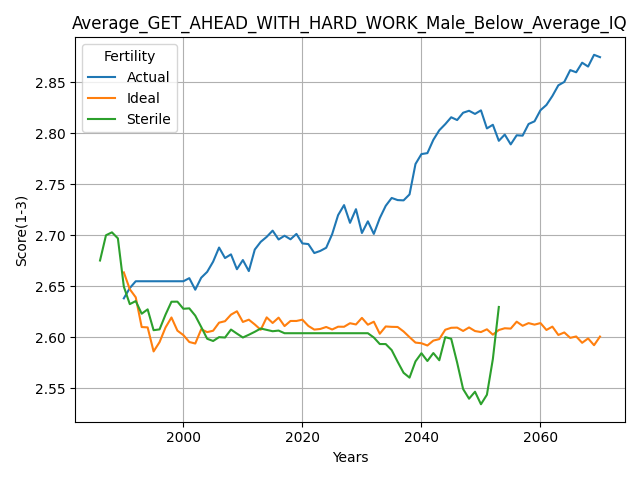 Average_GET_AHEAD_WITH_HARD_WORK_Male_Below_Average_IQ
Fertility
Actual
Ideal
Sterile
2.85
2.80
2.75
2.70
2.65
2.60
2.55
Score(1-3)
2000 2020 2040 2060
Years